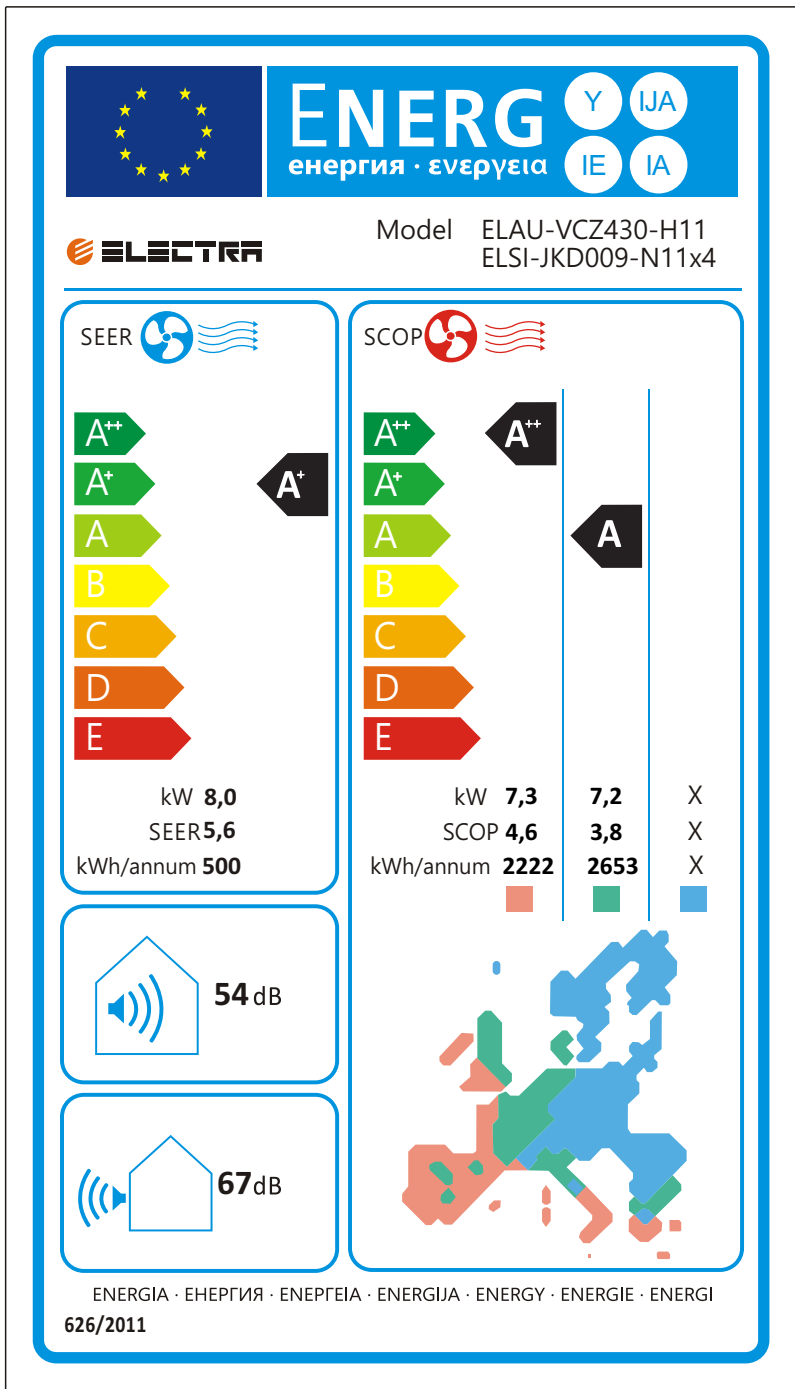 ENERG
енергия · ενεργεια
Y IJA
IE IA
ELECTRA
Model ELAU-VCZ430-H11
ELSI-JKD009-N11x4
SEER
A++
A+
A
B
C
D
E
A+
kW 8,0
SEER 5,6
kWh/annum 500
SCOP
A++
A+
A
B
C
D
E
A++
A
kW 7,3 7,2 X
SCOP 4,6 3,8 X
kWh/annum 2222 2653 X
54 dB
67 dB
ENERGIA · ЕНЕРГИЯ · ΕΝΕΡΓΕΙΑ · ENERGIJA · ENERGY · ENERGIE · ENERGI
626/2011